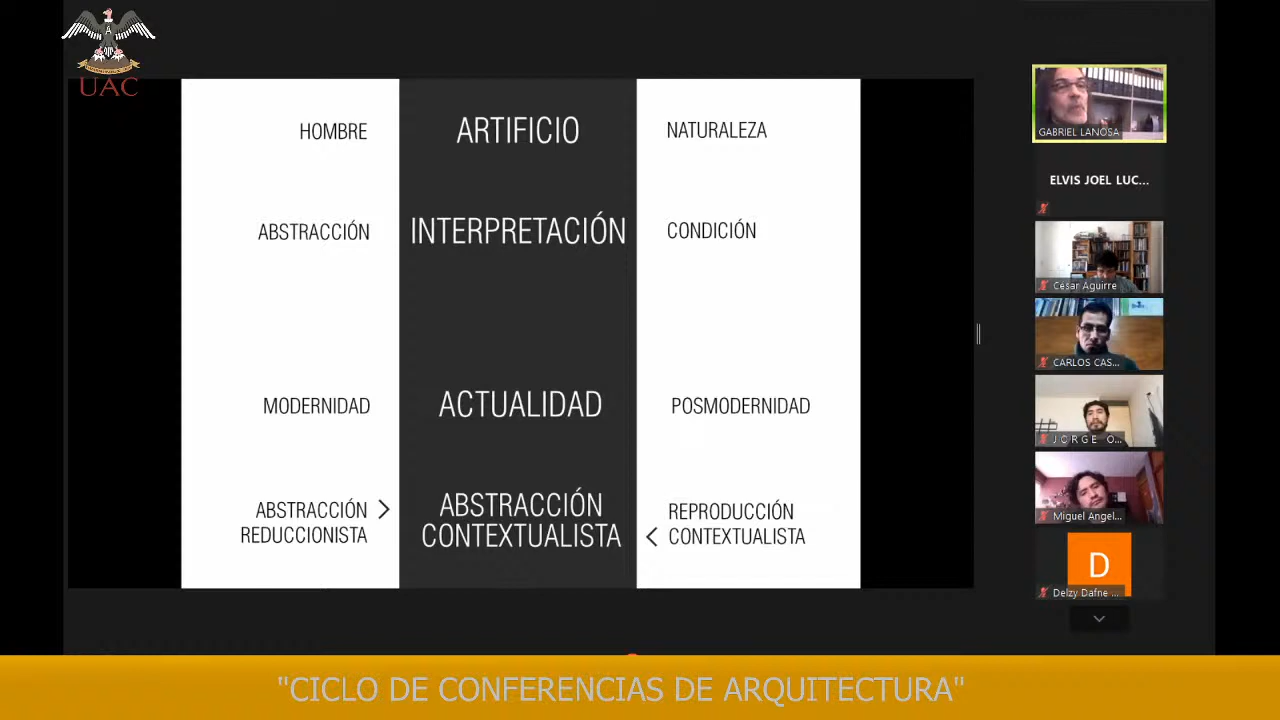 UAC
HOMBRE
ARTIFICIO
NATURALEZA
ABSTRACCIÓN
INTERPRETACIÓN
CONDICIÓN
MODERNIDAD
ACTUALIDAD
POSMODERNIDAD
ABSTRACCIÓN >
REDUCCIONISTA
ABSTRACCIÓN
CONTEXTUALISTA
REPRODUCCIÓN
< CONTEXTUALISTA
GABRIEL LANOSA
ELVIS JOEL LUC...
César Aguirre
CARLOS CAS...
J O R G E O...
Miguel Angel...
D
Delzy Dafne ...
"CICLO DE CONFERENCIAS DE ARQUITECTURA"